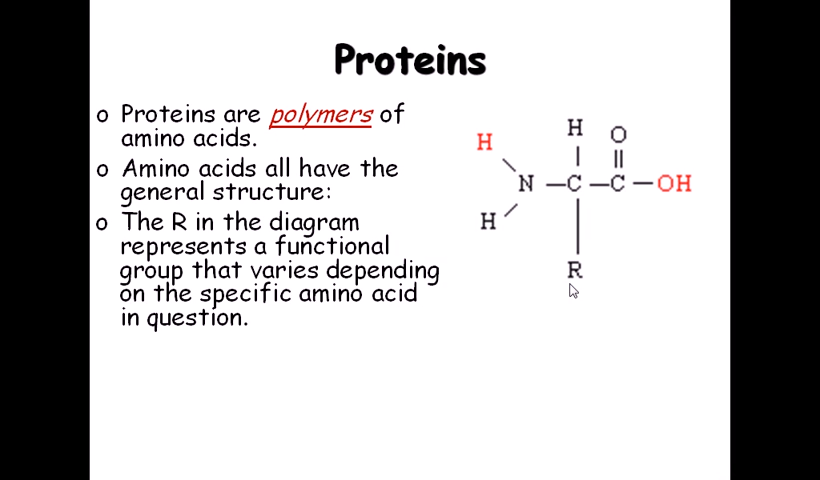 Proteins
o Proteins are polymers of
amino acids.
o Amino acids all have the
general structure:
o The R in the diagram
represents a functional
group that varies depending
on the specific amino acid
in question.
H O
H
N —C—C—OH
H
R